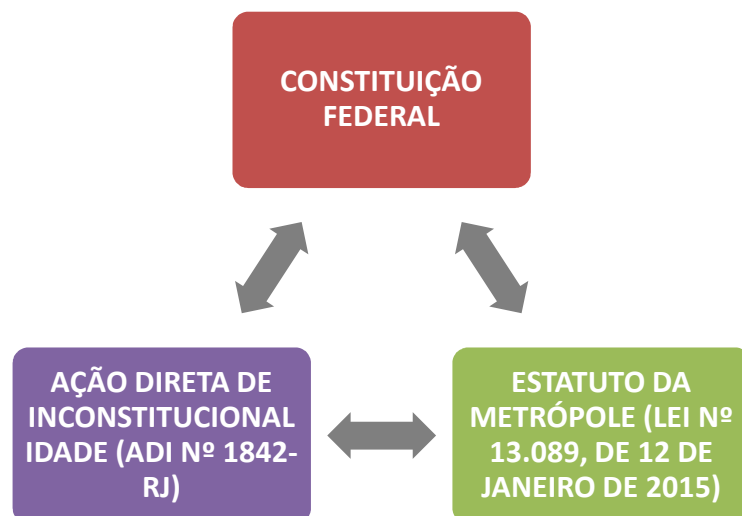 CONSTITUIÇÃO
FEDERAL
AÇÃO DIRETA DE
INCONSTITUCIONAL
IDADE (ADI Nº 1842-
RJ)
ESTATUTO DA
METRÓPOLE (LEI Nº
13.089, DE 12 DE
JANEIRO DE 2015)